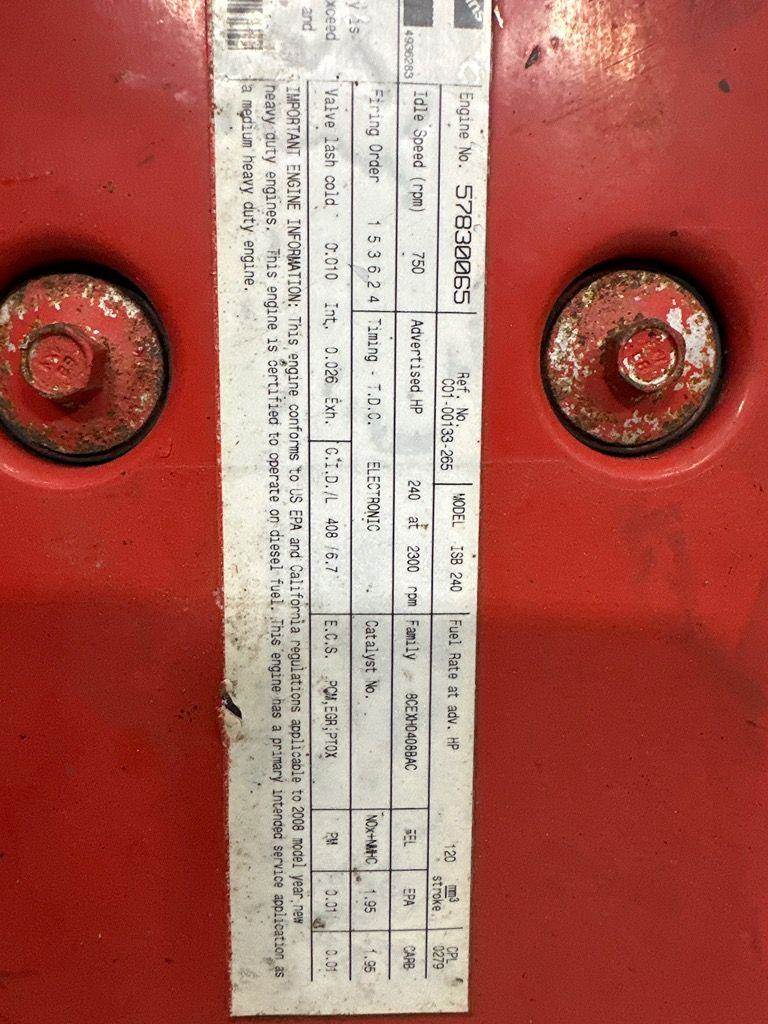 ns
4936283
y is
xceed
and
Engine No. 57830065 Ref. No. C01-00133-265 MODEL ISB 240 Fuel Rate at adv. HP 120 mm3 stroke CPL 0279
Idle Speed (rpm) 750 Advertised HP 240 at 2300 rpm Family 8CEXH0408BAC FEL EPA CARB
Firing Order 1 5 3 6 2 4 Timing - T.D.C. ELECTRONIC Catalyst No. NOx+NMHC 1.95 1.95
Valve lash cold 0.010 Int. 0.026 Exh. C.I.D./L 408 /6.7 E.C.S. PCM,EGR,PTOX PM 0.01 0.01
IMPORTANT ENGINE INFORMATION: This engine conforms to US EPA and California regulations applicable to 2008 model year new
heavy duty engines. This engine is certified to operate on diesel fuel. This engine has a primary intended service application as
a medium heavy duty engine.